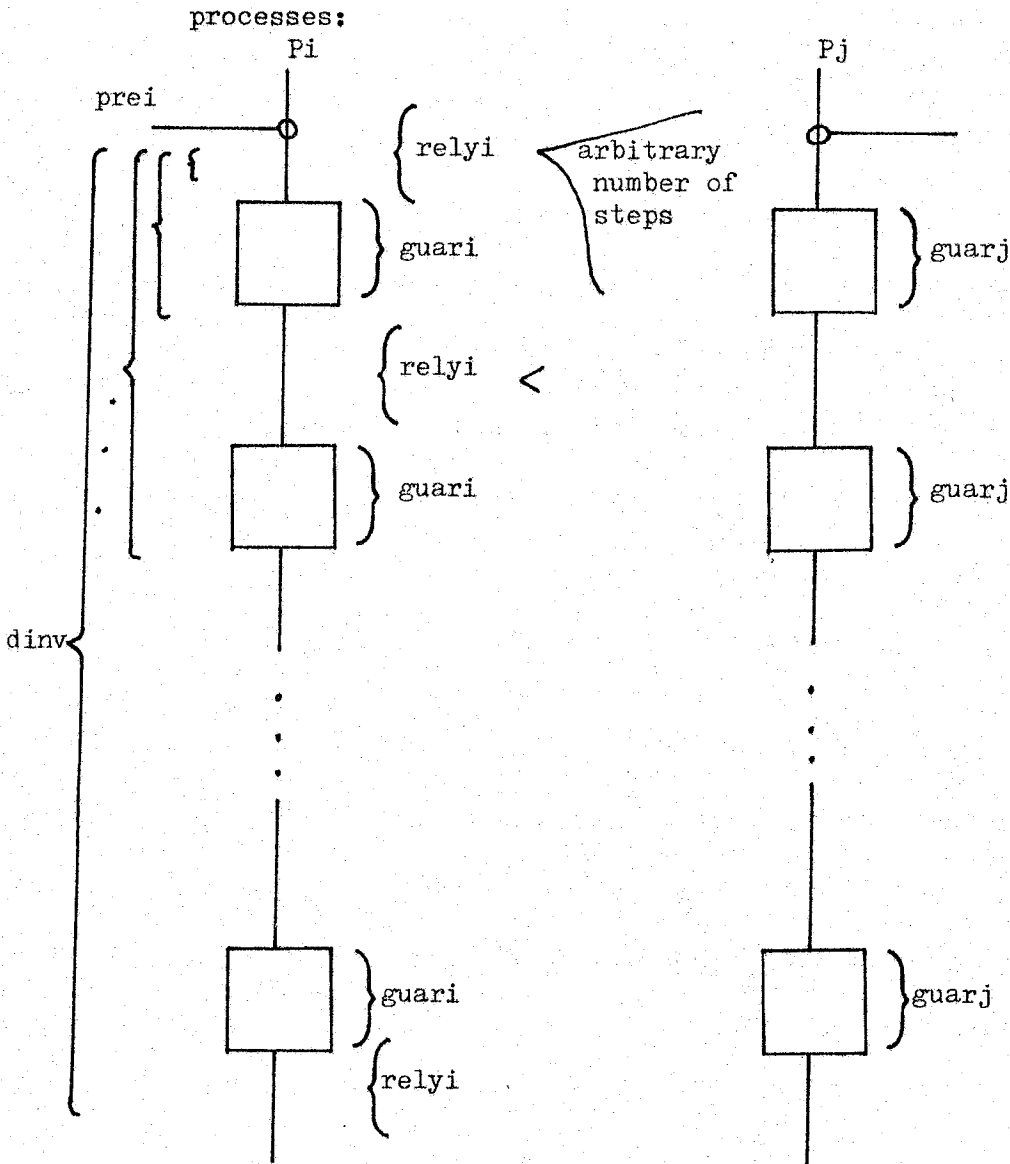 processes:
Pi
Pj
prei
relyi
arbitrary
number of
steps
guari
guarj
relyi
<
guari
guarj
dinv
guari
guarj
relyi